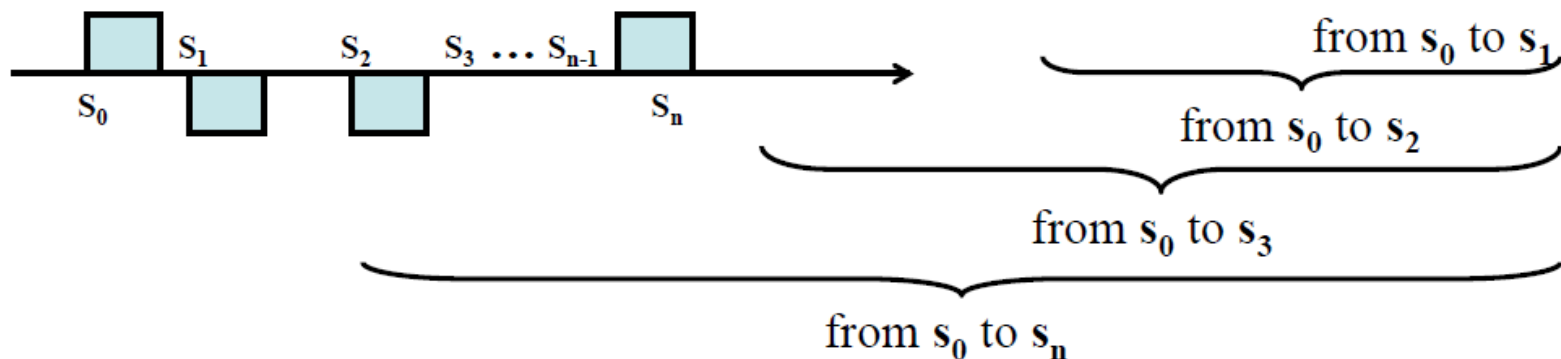 s₁ s₂ s₃ … sₙ₋₁
s₀ sₙ
from s₀ to s₁
from s₀ to s₂
from s₀ to s₃
from s₀ to sₙ